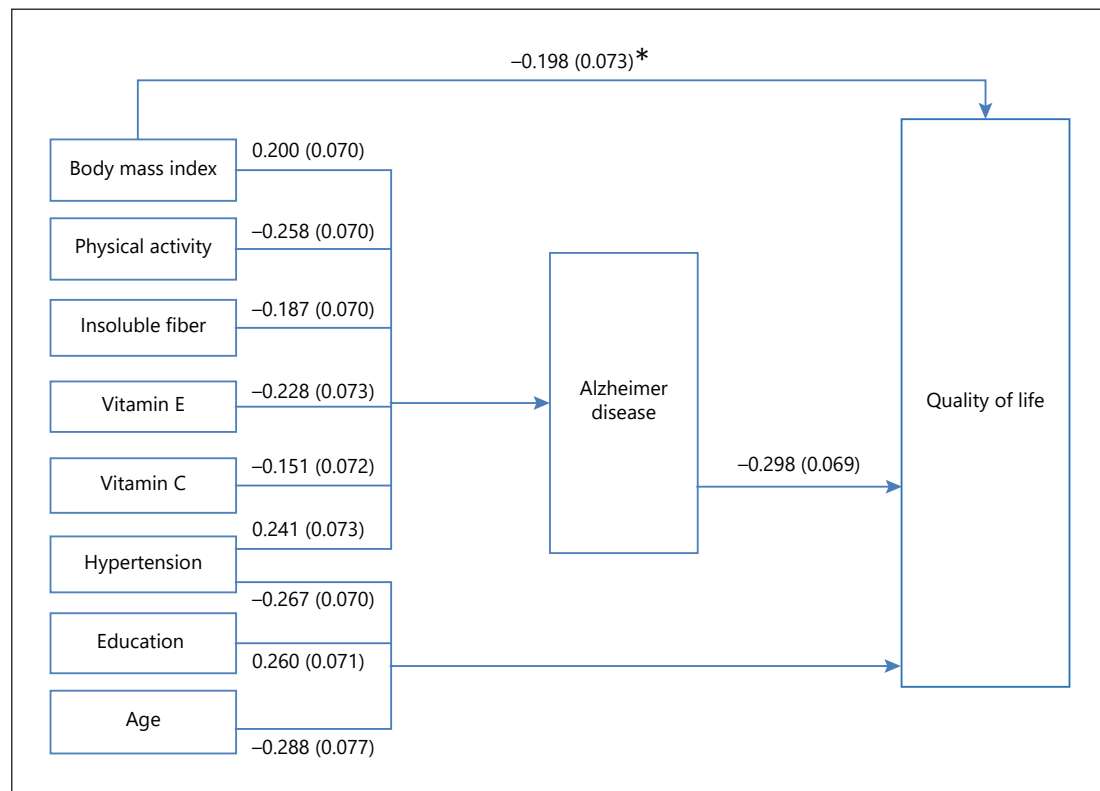 –0.198 (0.073)*
Body mass index
0.200 (0.070)
Physical activity
–0.258 (0.070)
Insoluble fiber
–0.187 (0.070)
Vitamin E
–0.228 (0.073)
Vitamin C
–0.151 (0.072)
Hypertension
0.241 (0.073)
–0.267 (0.070)
Education
0.260 (0.071)
Age
–0.288 (0.077)
Alzheimer
disease
–0.298 (0.069)
Quality of life